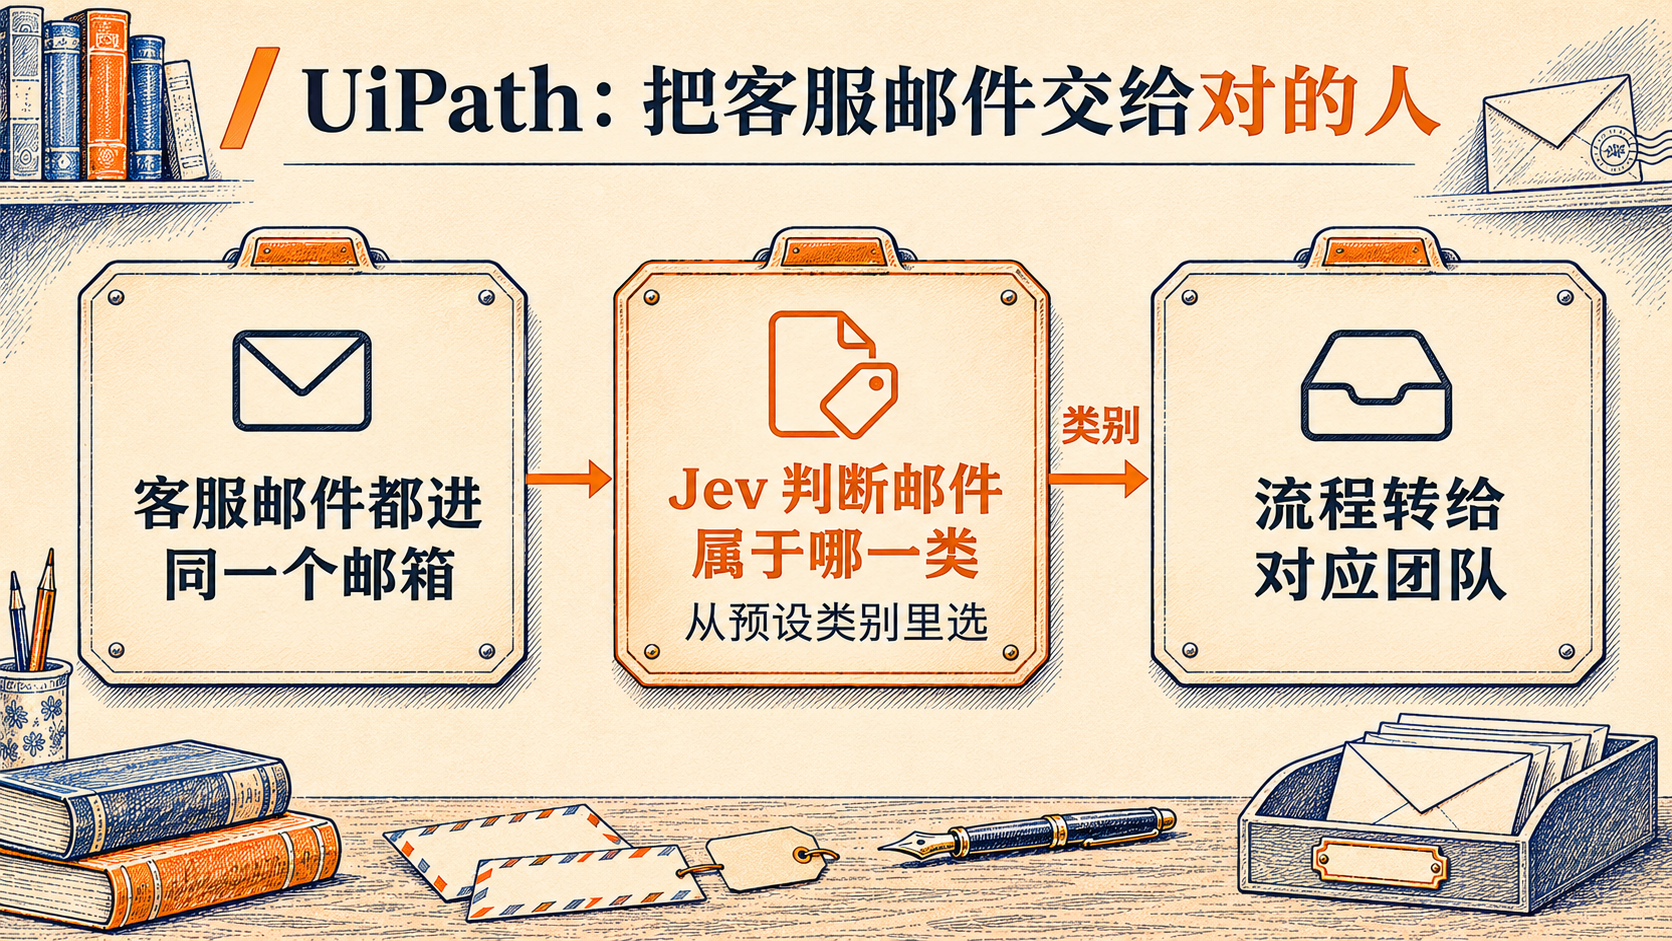 UiPath：把客服邮件交给对的人
客服邮件都进
同一个邮箱
Jev 判断邮件
属于哪一类
从预设类别里选
类别
流程转给
对应团队